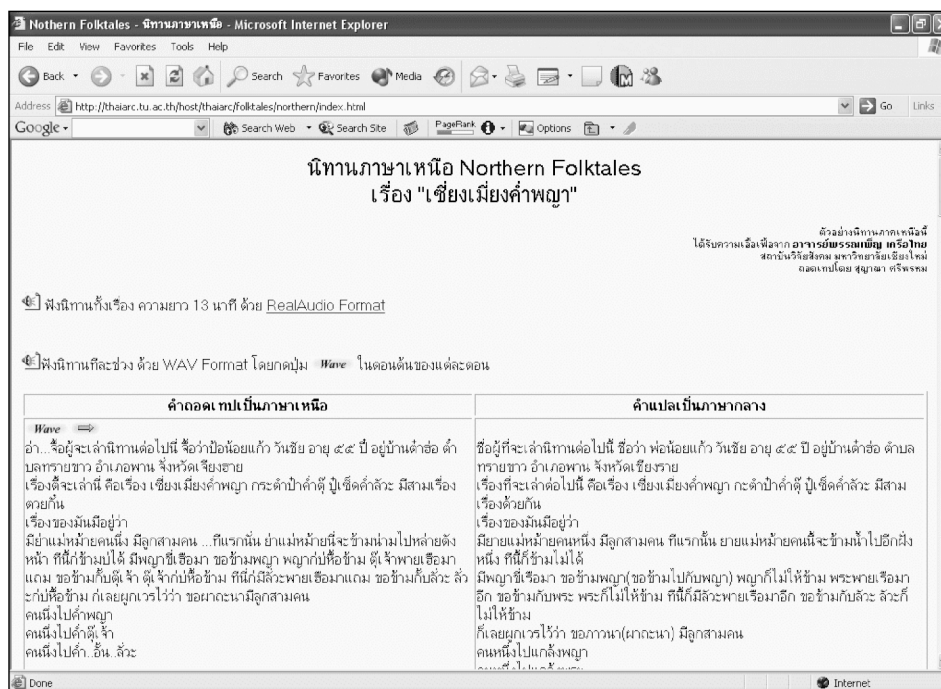 Nothern Folktales - นิทานภาษาเหนือ - Microsoft Internet Explorer
File Edit View Favorites Tools Help
Back Search Favorites Media
Address http://thaiarc.tu.ac.th/host/thaiarc/folktales/northern/index.html Go Links
Google Search Web Search Site PageRank Options
นิทานภาษาเหนือ Northern Folktales
เรื่อง "เซี่ยงเมี่ยงค่ำพญา"
ตัวอย่างนิทานภาคเหนือนี้
ได้รับความเอื้อเฟื้อจาก อาจารย์พรรณเพ็ญ เครือไทย
สถาบันวิจัยสังคม มหาวิทยาลัยเชียงใหม่
ถอดเทปโดย สุญาณา ศรีพรหม
ฟังนิทานทั้งเรื่อง ความยาว 13 นาที ด้วย RealAudio Format
ฟังนิทานทีละช่วง ด้วย WAV Format โดยกดปุ่ม Wave ในตอนต้นของแต่ละตอน
คำถอดเทปเป็นภาษาเหนือ
Wave
อ่า...จื้อผู้จะเล่านิทานต่อไปนี่ จื้อว่าป้อน้อยแก้ว วันชัย อายุ ๕๕ ปี๋ อยู่บ้านต๋ำฮ่อ ต๋ำ
บลทรายขาว อำเภอพาน จังหวัดเจียงฮาย
เรื่องตี้จะเล่านี่ คือเรื่อง เซี่ยงเมี่ยงค่ำพญา กระต๋ำป๋าค่ำตุ๊ ปู่เซ็ดค่ำลัวะ มีสามเรื่อง
ตวยกั๋น
เรื่องของมันมีอยู่ว่า
มีย่าแม่หม้ายคนนึ่ง มีลูกสามคน ...ทีแรกนั่น ย่าแม่หม้ายนี่จะข้ามน่ามไปหล่ายตัง
หน้า ทีนี้ก่ข้ามบ่ได้ มีพญาขี่เฮือมา ขอข้ามพญา พญาก่บ่หื้อข้าม ตุ๊เจ้าพายเฮือมา
แถม ขอข้ามกั๋บตุ๊เจ้า ตุ๊เจ้าก่บ่หื้อข้าม ทีนี่ก่มีลัวะพายเฮือมาแถม ขอข้ามกั๋บลัวะ ลัว
ะก่บ่หื้อข้าม ก่เลยผูกเวรไว้ว่า ขอผาถะนามีลูกสามคน
คนนึ่งไปค่ำพญา
คนนึ่งไปค่ำตุ๊เจ้า
คนนึ่งไปค่ำ..อั้น..ลัวะ
คำแปลเป็นภาษากลาง
ชื่อผู้ที่จะเล่านิทานต่อไปนี้ ชื่อว่า พ่อน้อยแก้ว วันชัย อายุ ๕๕ ปี อยู่บ้านต๋ำฮ่อ ตำบล
ทรายขาว อำเภอพาน จังหวัดเชียงราย
เรื่องที่จะเล่าต่อไปนี้ คือเรื่อง เซี่ยงเมี่ยงค่ำพญา กะต๋ำป๋าค่ำตุ๊ ปู่เซ็ดค่ำลัวะ มีสาม
เรื่องด้วยกัน
เรื่องของมันมีอยู่ว่า
มียายแม่หม้ายคนหนึ่ง มีลูกสามคน ทีแรกนั้น ยายแม่หม้ายคนนี้จะข้ามน้ำไปอีกฝั่ง
หนึ่ง ทีนี้ก็ข้ามไม่ได้
มีพญาขี่เรือมา ขอข้ามพญา(ขอข้ามไปกับพญา) พญาก็ไม่ให้ข้าม พระพายเรือมา
อีก ขอข้ามกับพระ พระก็ไม่ให้ข้าม ทีนี้ก็มีลัวะพายเรือมาอีก ขอข้ามกับลัวะ ลัวะก็
ไม่ให้ข้าม
ก็เลยผูกเวรไว้ว่า ขอภาวนา(ผาถะนา) มีลูกสามคน
คนหนึ่งไปแกล้งพญา
Done Internet